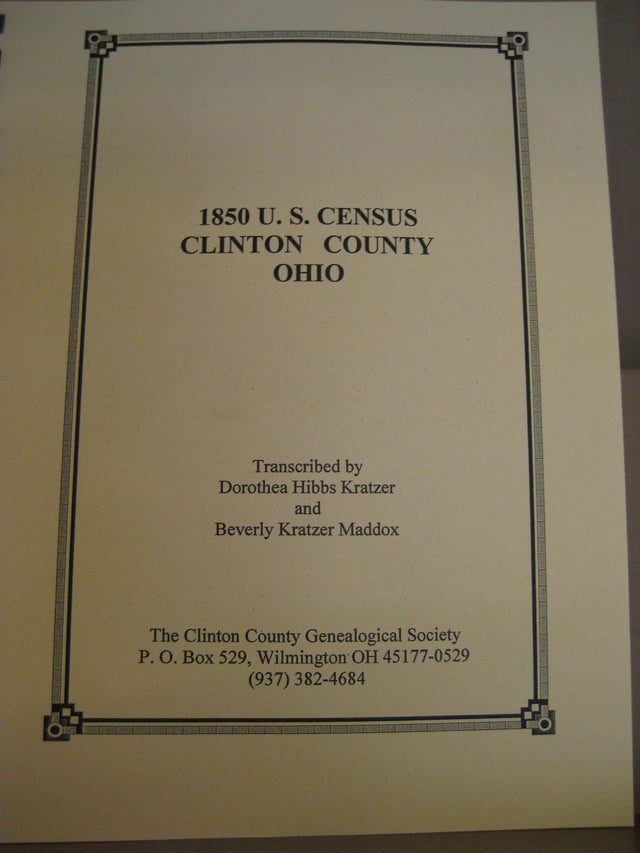 1850 U. S. CENSUS
CLINTON COUNTY
OHIO
Transcribed by
Dorothea Hibbs Kratzer
and
Beverly Kratzer Maddox
The Clinton County Genealogical Society
P. O. Box 529, Wilmington OH 45177-0529
(937) 382-4684